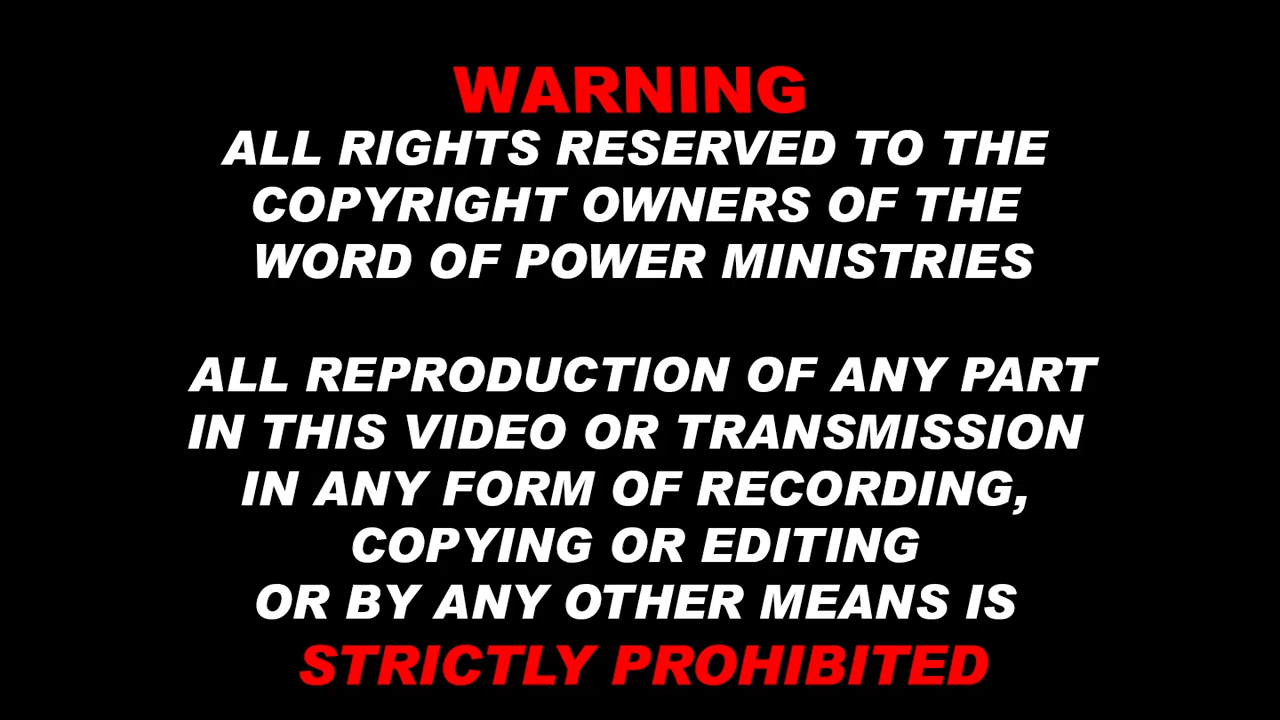 WARNING
ALL RIGHTS RESERVED TO THE
COPYRIGHT OWNERS OF THE
WORD OF POWER MINISTRIES
ALL REPRODUCTION OF ANY PART
IN THIS VIDEO OR TRANSMISSION
IN ANY FORM OF RECORDING,
COPYING OR EDITING
OR BY ANY OTHER MEANS IS
STRICTLY PROHIBITED